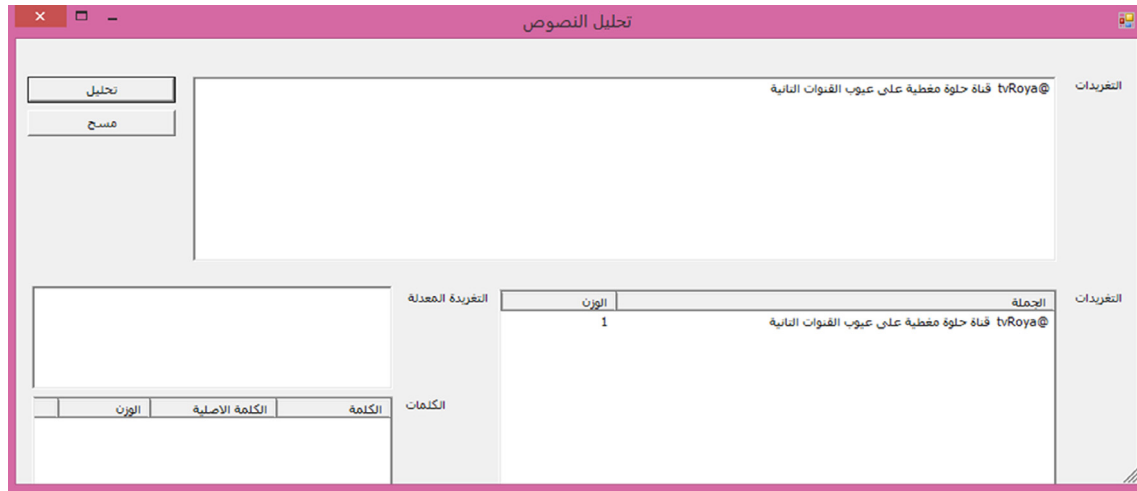 تحليل النصوص
التغريدات
@tvRoya قناة حلوة مغطية على عيوب القنوات التانية
تحليل
مسح
التغريدات
الجملة الوزن
@tvRoya قناة حلوة مغطية على عيوب القنوات التانية 1
التغريدة المعدلة
الكلمات
الكلمة الكلمة الاصلية الوزن